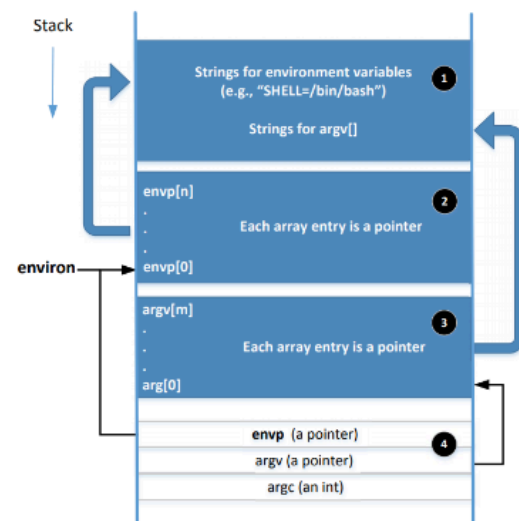 Stack
Strings for environment variables
(e.g., “SHELL=/bin/bash”)
1
Strings for argv[]
envp[n]
.
.
.
envp[0]
Each array entry is a pointer
2
environ
argv[m]
.
.
.
arg[0]
Each array entry is a pointer
3
envp (a pointer)
argv (a pointer)
argc (an int)
4